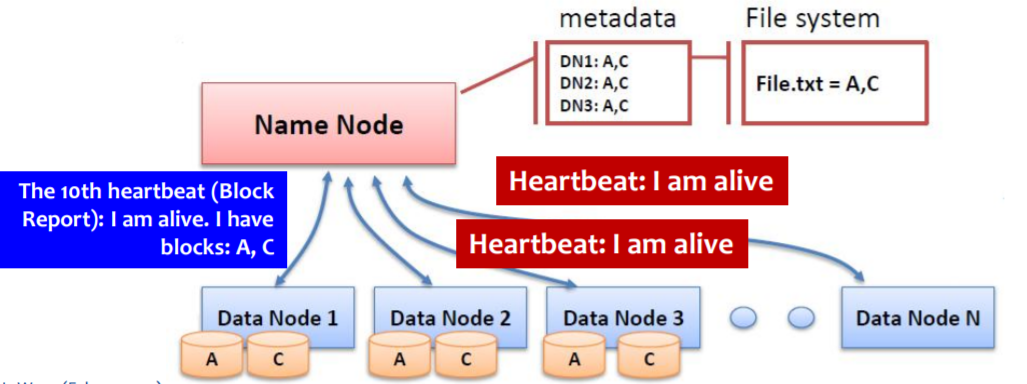 metadata
File system
DN1: A,C
DN2: A,C
DN3: A,C
File.txt = A,C
Name Node
The 10th heartbeat (Block
Report): I am alive. I have
blocks: A, C
Heartbeat: I am alive
Heartbeat: I am alive
Data Node 1
Data Node 2
Data Node 3
Data Node N
A
C
A
C
A
C